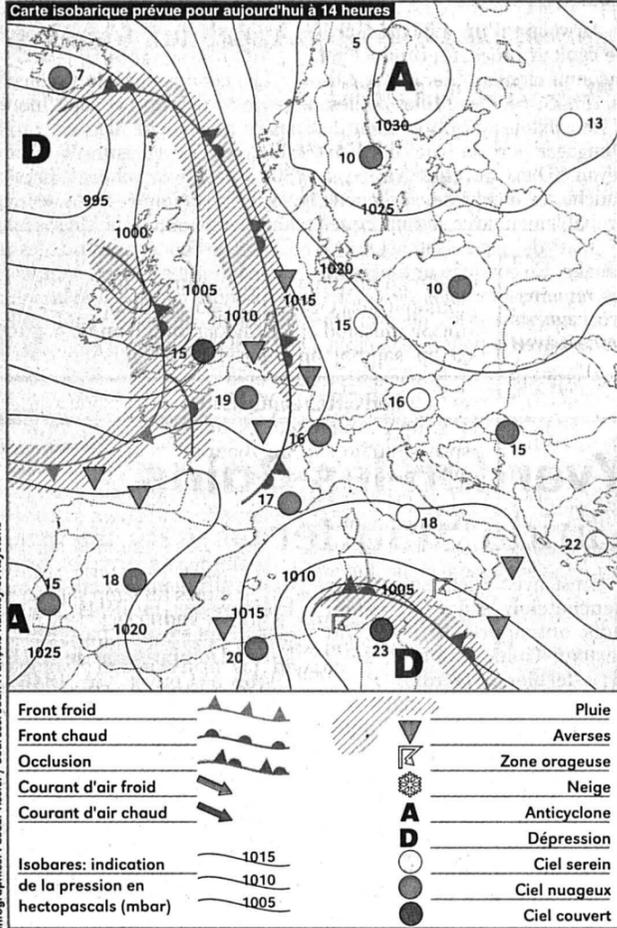 Carte isobarique prévue pour aujourd'hui à 14 heures
5
7
A
1030
13
D
10
1025
995
1000
1020
10
1005
1015
1010
15
15
19
16
16
15
17
18
22
1010
18
15
1005
1015
A
1020
23
1025
20
D
Front froid
Front chaud
Occlusion
Courant d'air froid
Courant d'air chaud
Isobares: indication
de la pression en
hectopascals (mbar)
1015
1010
1005
Pluie
Averses
Zone orageuse
Neige
A Anticyclone
D Dépression
Ciel serein
Ciel nuageux
Ciel couvert